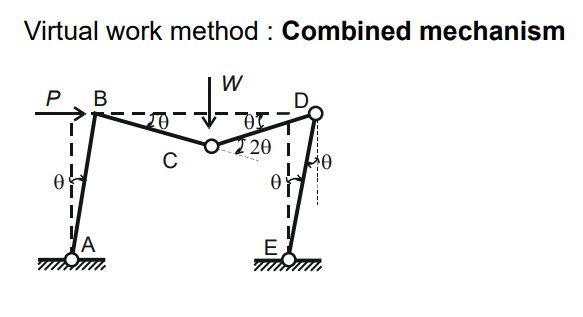 Virtual work method : Combined mechanism
W
P B D
θ θ
2θ
C
θ θ θ
A E